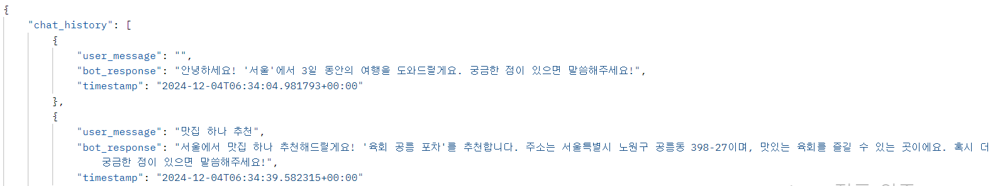 {
"chat_history": [
{
"user_message": "",
"bot_response": "안녕하세요! '서울'에서 3일 동안의 여행을 도와드릴게요. 궁금한 점이 있으면 말씀해주세요!",
"timestamp": "2024-12-04T06:34:04.981793+00:00"
},
{
"user_message": "맛집 하나 추천",
"bot_response": "서울에서 맛집 하나 추천해드릴게요! '육회 공릉 포차'를 추천합니다. 주소는 서울특별시 노원구 공릉동 398-27이며, 맛있는 육회를 즐길 수 있는 곳이에요. 혹시 더
궁금한 점이 있으면 말씀해주세요!",
"timestamp": "2024-12-04T06:34:39.582315+00:00"